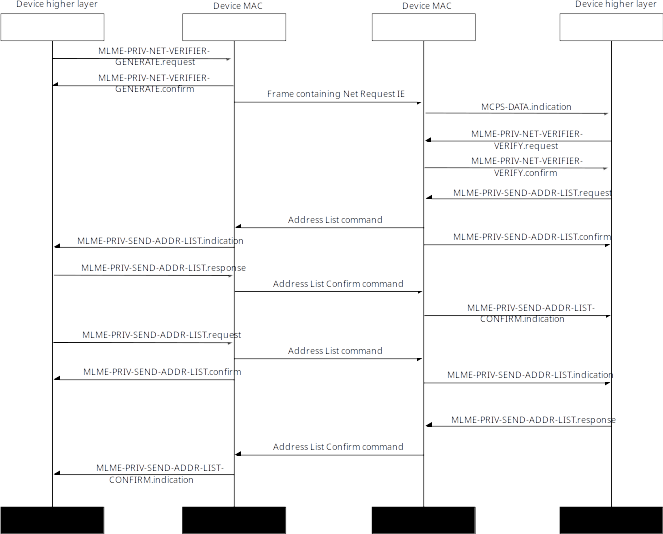 Device higher layer
Device MAC
Device MAC
Device higher layer
MLME-PRIV-NET-VERIFIER-
GENERATE.request
MLME-PRIV-NET-VERIFIER-
GENERATE.confirm
Frame containing Net Request IE
MCPS-DATA.indication
MLME-PRIV-NET-VERIFIER-
VERIFY.request
MLME-PRIV-NET-VERIFIER-
VERIFY.confirm
MLME-PRIV-SEND-ADDR-LIST.request
Address List command
MLME-PRIV-SEND-ADDR-LIST.indication
MLME-PRIV-SEND-ADDR-LIST.confirm
MLME-PRIV-SEND-ADDR-LIST.response
Address List Confirm command
MLME-PRIV-SEND-ADDR-LIST-
CONFIRM.indication
MLME-PRIV-SEND-ADDR-LIST.request
Address List command
MLME-PRIV-SEND-ADDR-LIST.confirm
MLME-PRIV-SEND-ADDR-LIST.indication
MLME-PRIV-SEND-ADDR-LIST.response
Address List Confirm command
MLME-PRIV-SEND-ADDR-LIST-
CONFIRM.indication